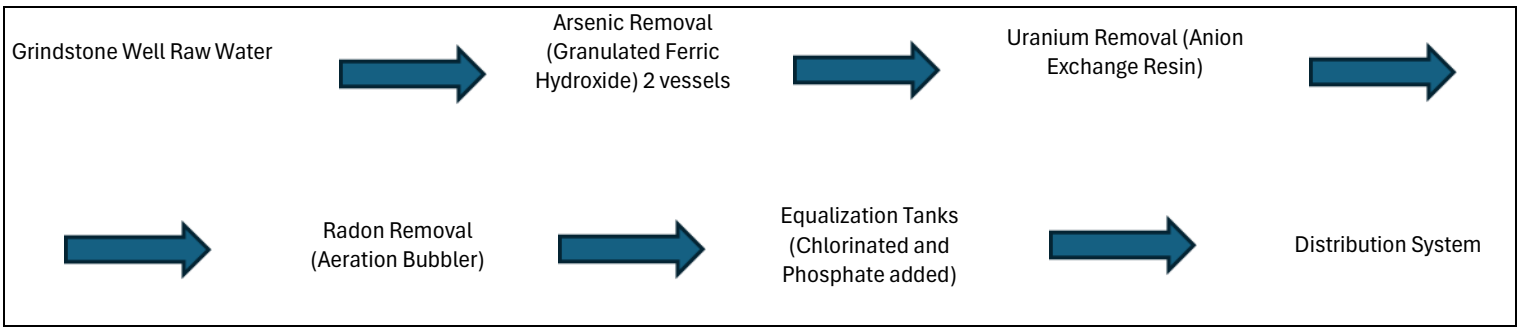 Grindstone Well Raw Water
Arsenic Removal
(Granulated Ferric
Hydroxide) 2 vessels
Uranium Removal (Anion
Exchange Resin)
Radon Removal
(Aeration Bubbler)
Equalization Tanks
(Chlorinated and
Phosphate added)
Distribution System